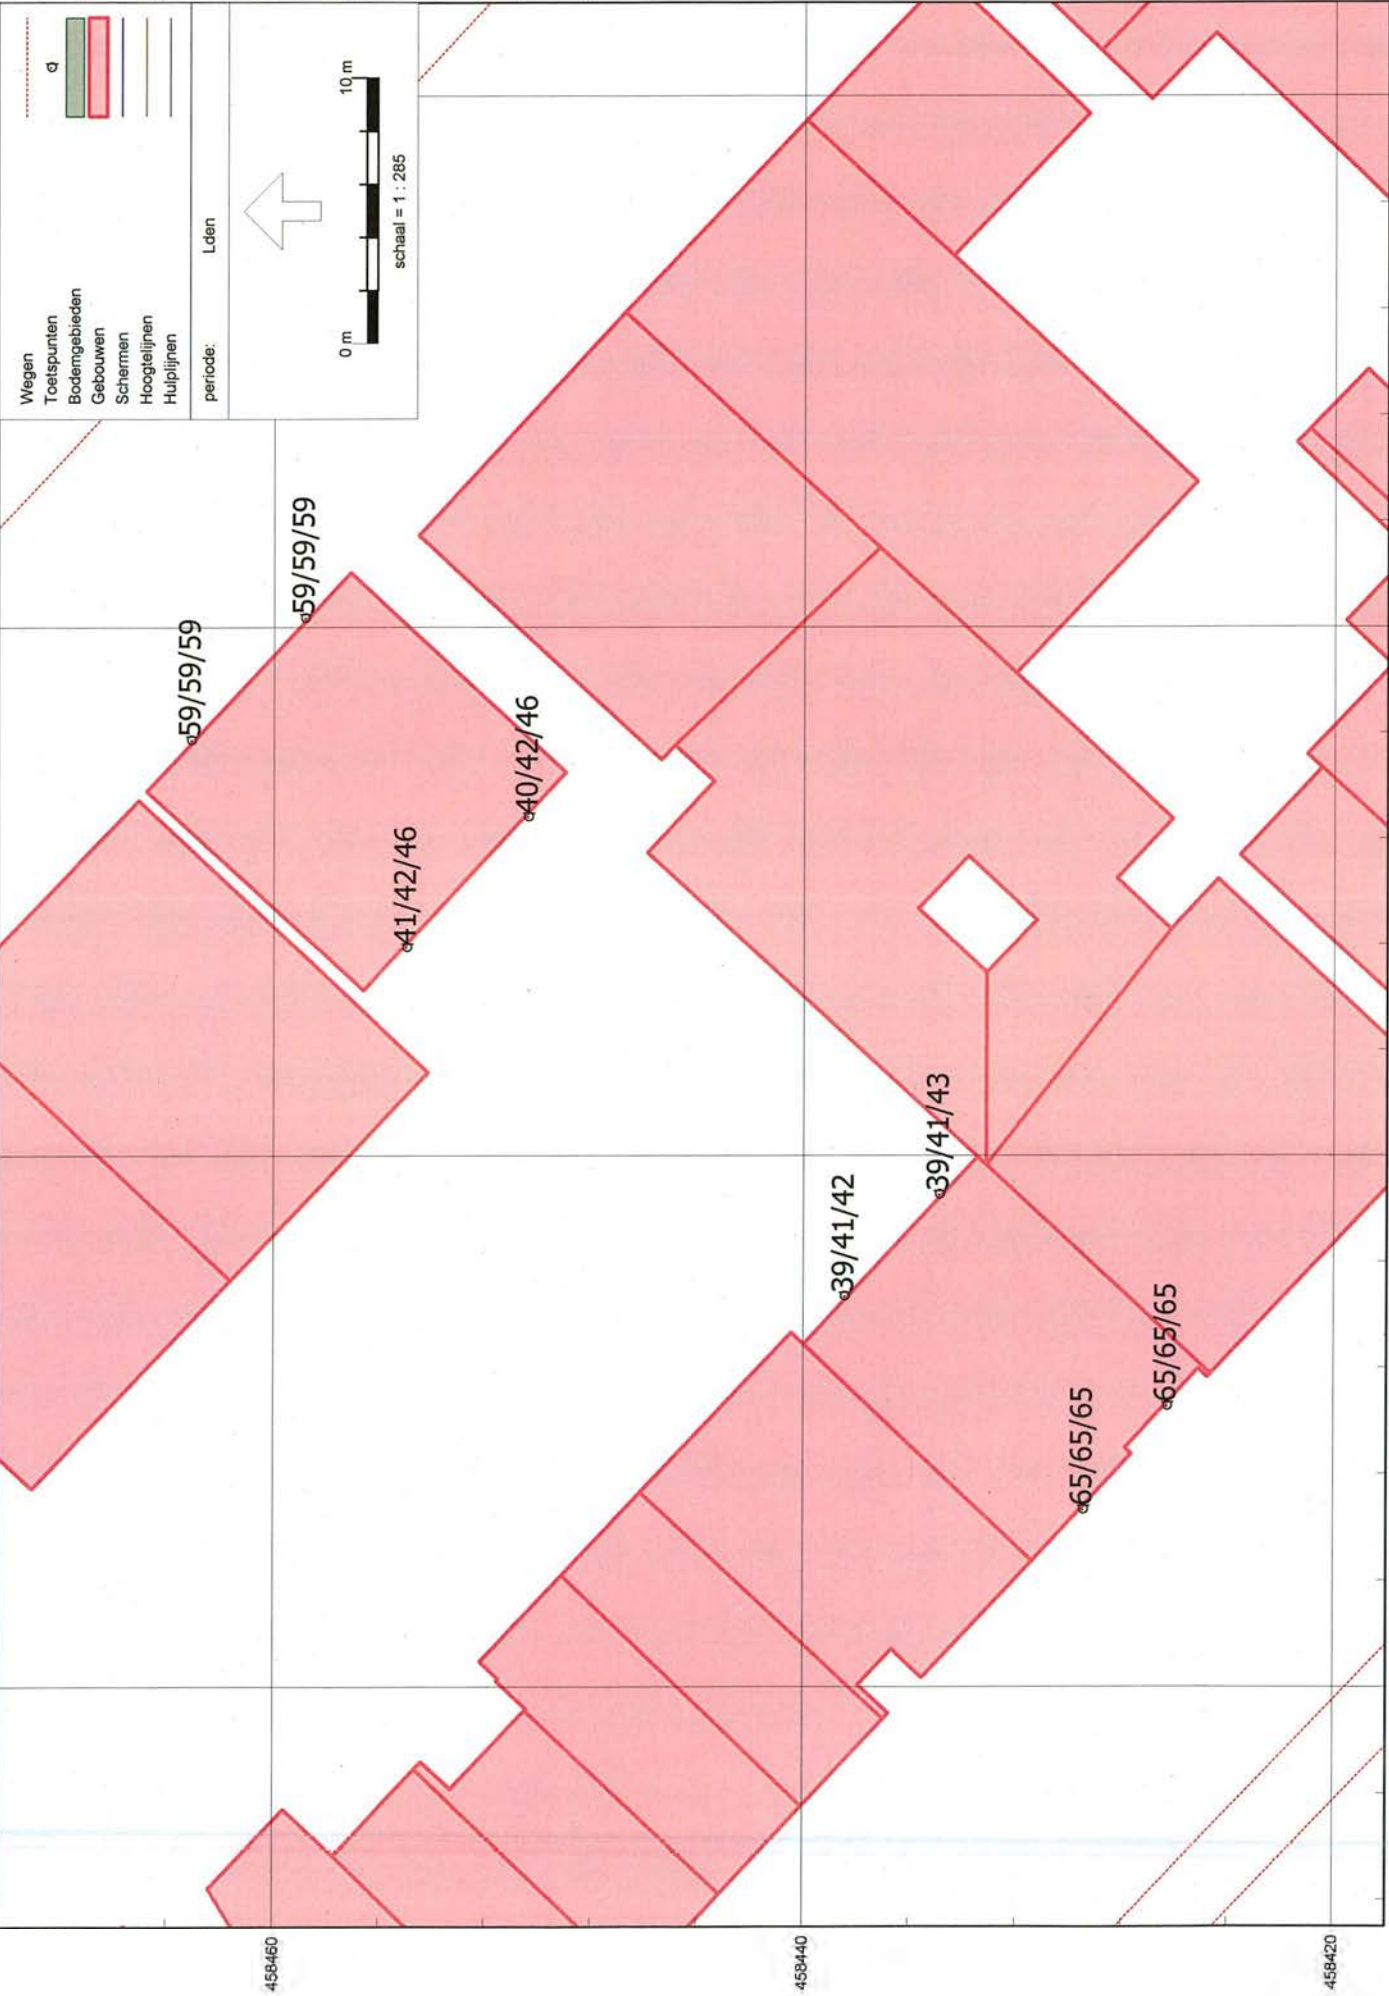 Wegen
Toetspunten
Bodemgebieden
Gebouwen
Schermen
Hoogtelijnen
Hulplijnen
periode: Lden
0 m 10 m
schaal = 1 : 285
59/59/59
59/59/59
41/42/46
40/42/46
39/41/42
39/41/43
65/65/65
65/65/65
458460
458440
458420